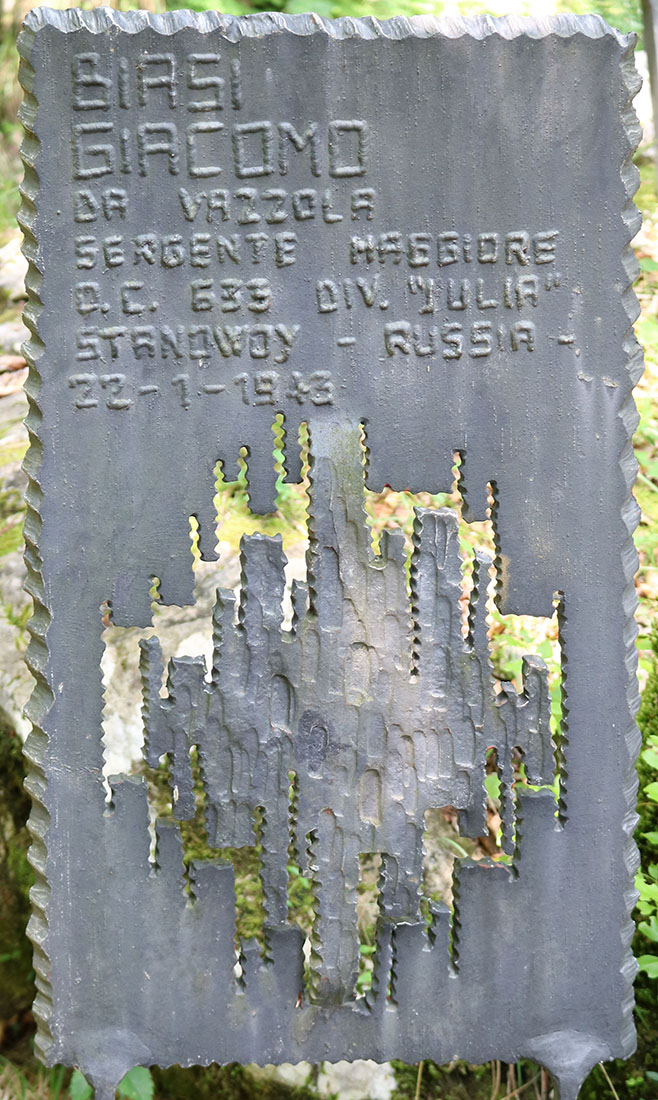 BIASI
GIACOMO
DA VAZZOLA
SERGENTE MAGGIORE
O.C. 633 DIV. "JULIA"
STANOWOY - RUSSIA -
22-1-1943